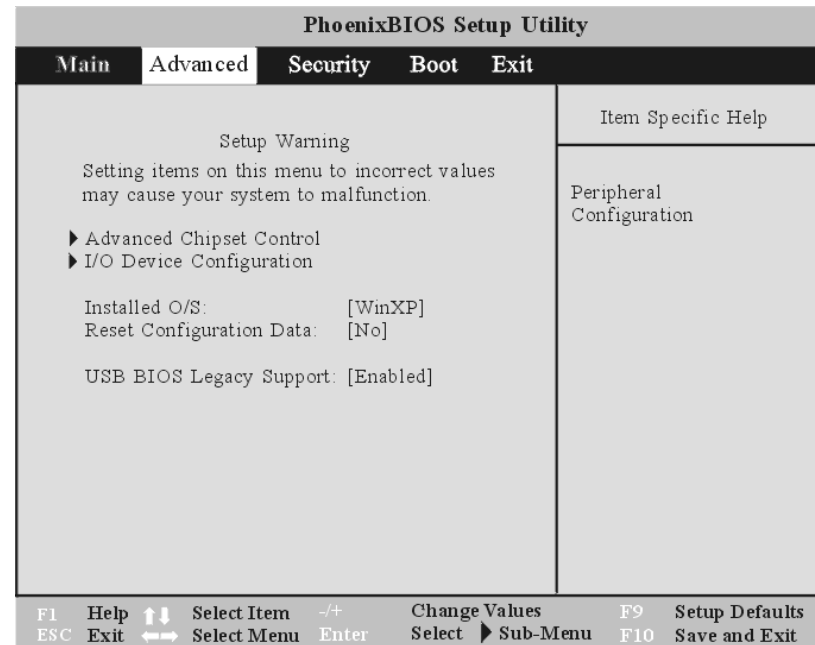 PhoenixBIOS Setup Utility
Main Advanced Security Boot Exit
Setup Warning
Setting items on this menu to incorrect values
may cause your system to malfunction.
Advanced Chipset Control
I/O Device Configuration
Installed O/S: [WinXP]
Reset Configuration Data: [No]
USB BIOS Legacy Support: [Enabled]
Item Specific Help
Peripheral
Configuration
F1 Help Select Item -/+ Change Values F9 Setup Defaults
ESC Exit Select Menu Enter Select Sub-Menu F10 Save and Exit